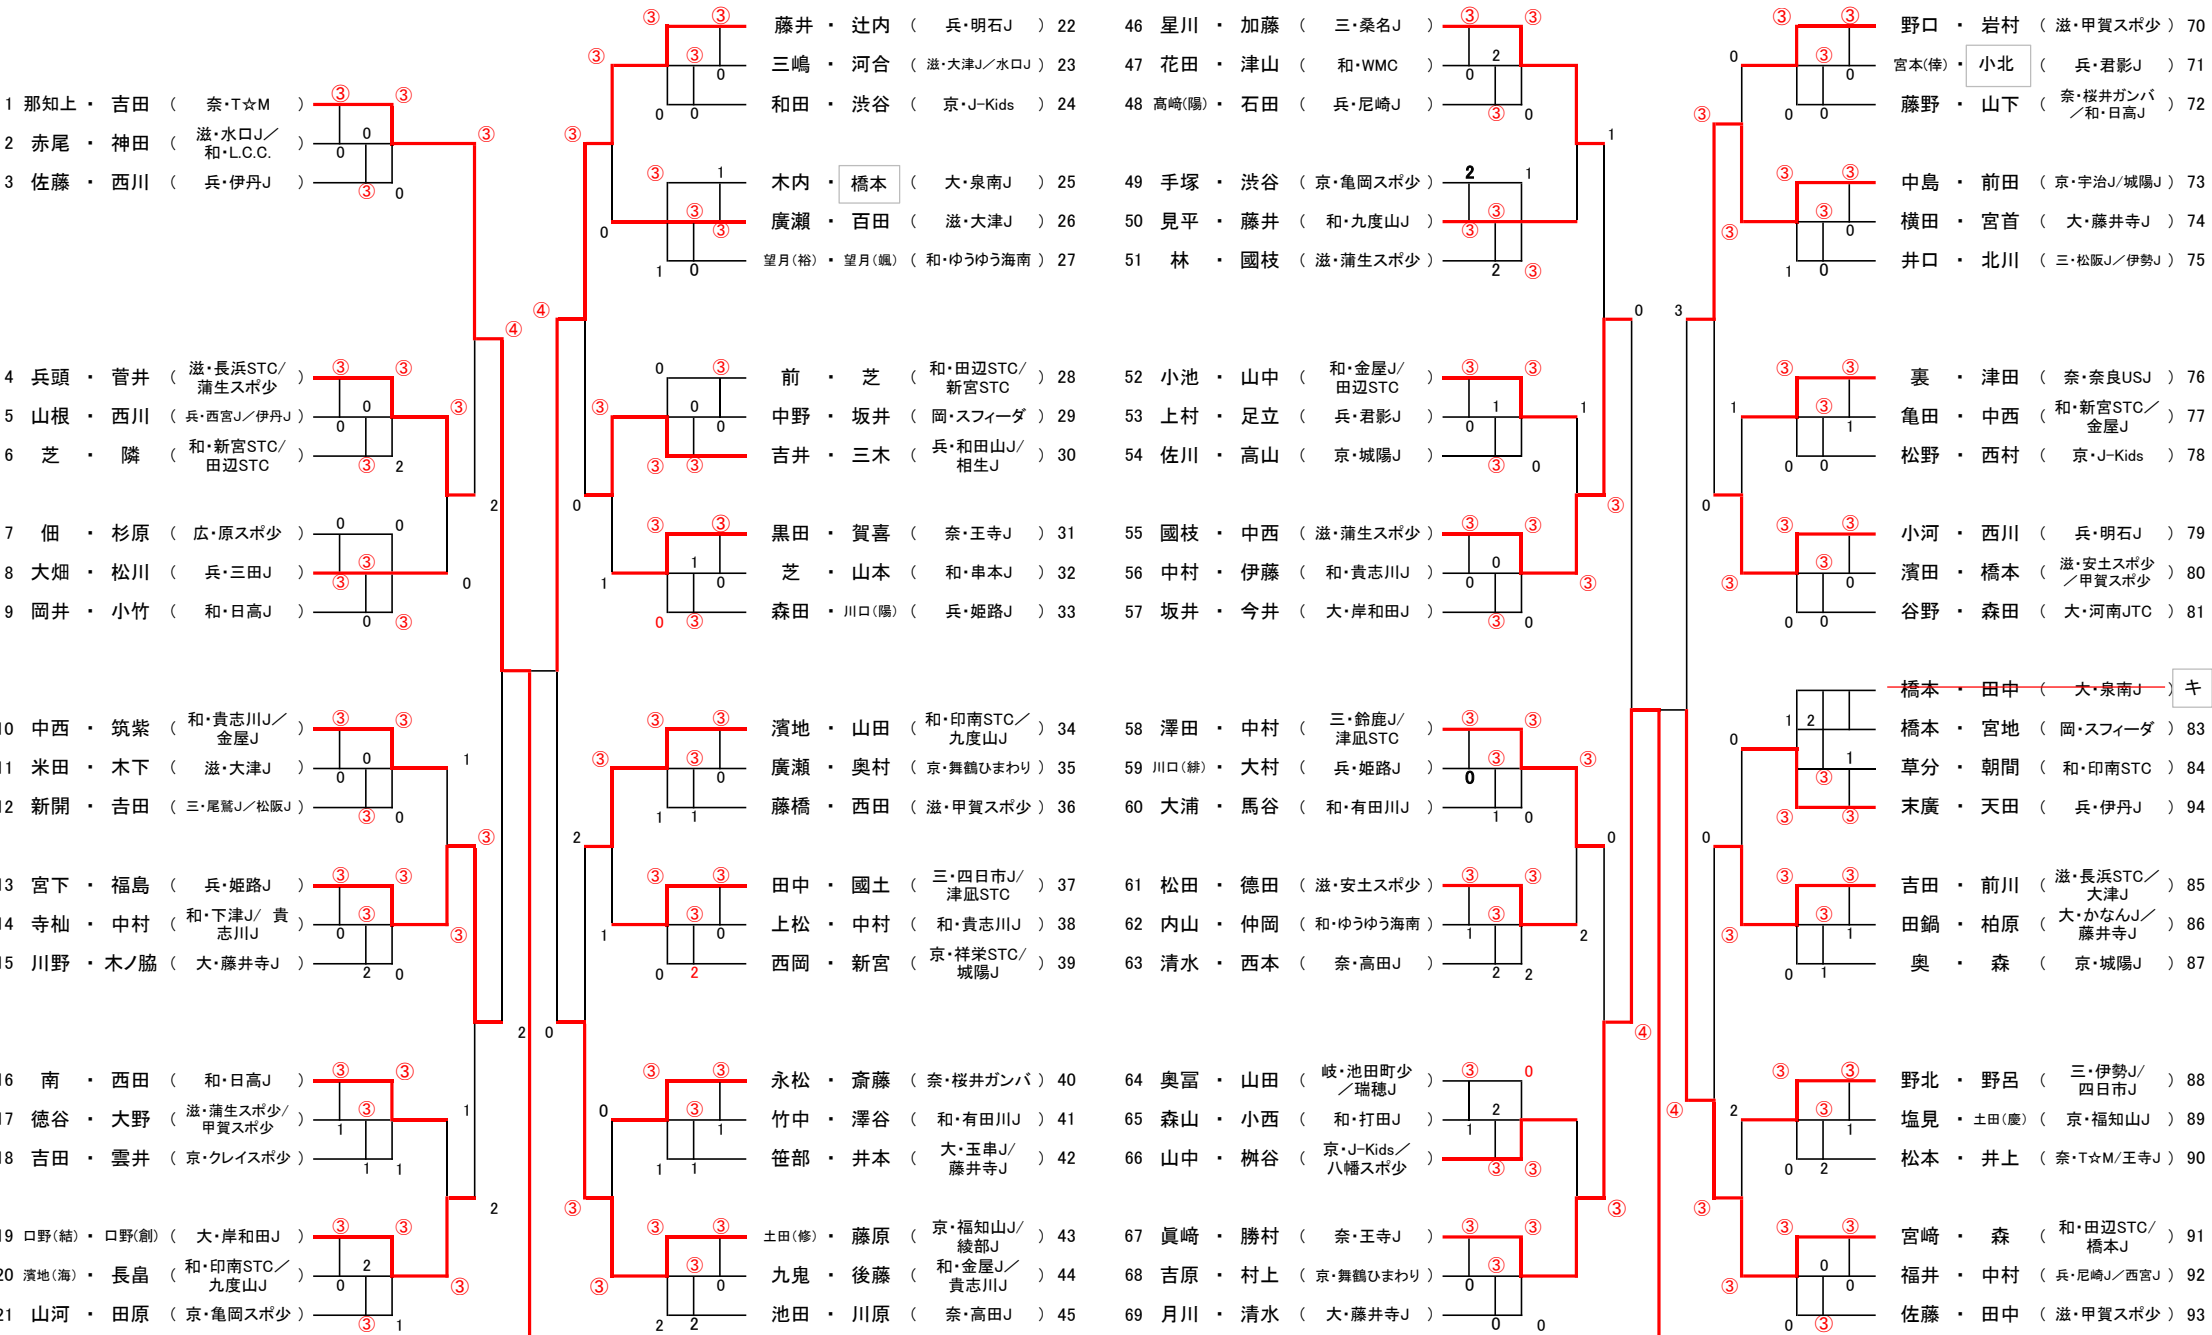 1 那知上 ・ 吉田 ( 奈・T☆M )
2 赤尾 ・ 神田 ( 滋・水口J／和・L.C.C. )
3 佐藤 ・ 西川 ( 兵・伊丹J )
4 兵頭 ・ 菅井 ( 滋・長浜STC/蒲生スポ少 )
5 山根 ・ 西川 ( 兵・西宮J／伊丹J )
6 芝 ・ 隣 ( 和・新宮STC/田辺STC )
7 佃 ・ 杉原 ( 広・原スポ少 )
8 大畑 ・ 松川 ( 兵・三田J )
9 岡井 ・ 小竹 ( 和・日高J )
10 中西 ・ 筑紫 ( 和・貴志川J／金屋J )
11 米田 ・ 木下 ( 滋・大津J )
12 新開 ・ 吉田 ( 三・尾鷲J／松阪J )
13 宮下 ・ 福島 ( 兵・姫路J )
14 寺杣 ・ 中村 ( 和・下津J/ 貴志川J )
15 川野 ・ 木ノ脇 ( 大・藤井寺J )
16 南 ・ 西田 ( 和・日高J )
17 徳谷 ・ 大野 ( 滋・蒲生スポ少/甲賀スポ少 )
18 吉田 ・ 雲井 ( 京・クレイスポ少 )
19 口野(結) ・ 口野(創) ( 大・岸和田J )
20 濱地(海) ・ 長畠 ( 和・印南STC／九度山J )
21 山河 ・ 田原 ( 京・亀岡スポ少 )
藤井 ・ 辻内 ( 兵・明石J ) 22
三嶋 ・ 河合 ( 滋・大津J／水口J ) 23
和田 ・ 渋谷 ( 京・J-Kids ) 24
木内 ・ 橋本 ( 大・泉南J ) 25
廣瀬 ・ 百田 ( 滋・大津J ) 26
望月(裕) ・ 望月(颯) ( 和・ゆうゆう海南 ) 27
前 ・ 芝 ( 和・田辺STC/新宮STC ) 28
中野 ・ 坂井 ( 岡・スフィーダ ) 29
吉井 ・ 三木 ( 兵・和田山J/相生J ) 30
黒田 ・ 賀喜 ( 奈・王寺J ) 31
芝 ・ 山本 ( 和・串本J ) 32
森田 ・ 川口(陽) ( 兵・姫路J ) 33
濱地 ・ 山田 ( 和・印南STC／九度山J ) 34
廣瀬 ・ 奥村 ( 京・舞鶴ひまわり ) 35
藤橋 ・ 西田 ( 滋・甲賀スポ少 ) 36
田中 ・ 國土 ( 三・四日市J/津凪STC ) 37
上松 ・ 中村 ( 和・貴志川J ) 38
西岡 ・ 新宮 ( 京・祥栄STC/城陽J ) 39
永松 ・ 斎藤 ( 奈・桜井ガンバ ) 40
竹中 ・ 澤谷 ( 和・有田川J ) 41
笹部 ・ 井本 ( 大・玉串J/藤井寺J ) 42
土田(修) ・ 藤原 ( 京・福知山J/綾部J ) 43
九鬼 ・ 後藤 ( 和・金屋J／貴志川J ) 44
池田 ・ 川原 ( 奈・高田J ) 45
46 星川 ・ 加藤 ( 三・桑名J )
47 花田 ・ 津山 ( 和・WMC )
48 髙﨑(陽) ・ 石田 ( 兵・尼崎J )
49 手塚 ・ 渋谷 ( 京・亀岡スポ少 )
50 見平 ・ 藤井 ( 和・九度山J )
51 林 ・ 國枝 ( 滋・蒲生スポ少 )
52 小池 ・ 山中 ( 和・金屋J/田辺STC )
53 上村 ・ 足立 ( 兵・君影J )
54 佐川 ・ 高山 ( 京・城陽J )
55 國枝 ・ 中西 ( 滋・蒲生スポ少 )
56 中村 ・ 伊藤 ( 和・貴志川J )
57 坂井 ・ 今井 ( 大・岸和田J )
58 澤田 ・ 中村 ( 三・鈴鹿J/津凪STC )
59 川口(緋) ・ 大村 ( 兵・姫路J )
60 大浦 ・ 馬谷 ( 和・有田川J )
61 松田 ・ 德田 ( 滋・安土スポ少 )
62 内山 ・ 仲岡 ( 和・ゆうゆう海南 )
63 清水 ・ 西本 ( 奈・高田J )
64 奥冨 ・ 山田 ( 岐・池田町少／瑞穂J )
65 森山 ・ 小西 ( 和・打田J )
66 山中 ・ 桝谷 ( 京・J-Kids／八幡スポ少 )
67 眞﨑 ・ 勝村 ( 奈・王寺J )
68 吉原 ・ 村上 ( 京・舞鶴ひまわり )
69 月川 ・ 清水 ( 大・藤井寺J )
野口 ・ 岩村 ( 滋・甲賀スポ少 ) 70
宮本(倖) ・ 小北 ( 兵・君影J ) 71
藤野 ・ 山下 ( 奈・桜井ガンバ／和・日高J ) 72
中島 ・ 前田 ( 京・宇治J/城陽J ) 73
横田 ・ 宮首 ( 大・藤井寺J ) 74
井口 ・ 北川 ( 三・松阪J／伊勢J ) 75
裏 ・ 津田 ( 奈・奈良USJ ) 76
亀田 ・ 中西 ( 和・新宮STC／金屋J ) 77
松野 ・ 西村 ( 京・J-Kids ) 78
小河 ・ 西川 ( 兵・明石J ) 79
濱田 ・ 橋本 ( 滋・安土スポ少／甲賀スポ少 ) 80
谷野 ・ 森田 ( 大・河南JTC ) 81
橋本 ・ 田中 ( 大・泉南J ) キ
橋本 ・ 宮地 ( 岡・スフィーダ ) 83
草分 ・ 朝間 ( 和・印南STC ) 84
末廣 ・ 天田 ( 兵・伊丹J ) 94
吉田 ・ 前川 ( 滋・長浜STC／大津J ) 85
田鍋 ・ 柏原 ( 大・かなんJ／藤井寺J ) 86
奥 ・ 森 ( 京・城陽J ) 87
野北 ・ 野呂 ( 三・伊勢J/四日市J ) 88
塩見 ・ 土田(慶) ( 京・福知山J ) 89
松本 ・ 井上 ( 奈・T☆M/王寺J ) 90
宮﨑 ・ 森 ( 和・田辺STC/橋本J ) 91
福井 ・ 中村 ( 兵・尼崎J／西宮J ) 92
佐藤 ・ 田中 ( 滋・甲賀スポ少 ) 93